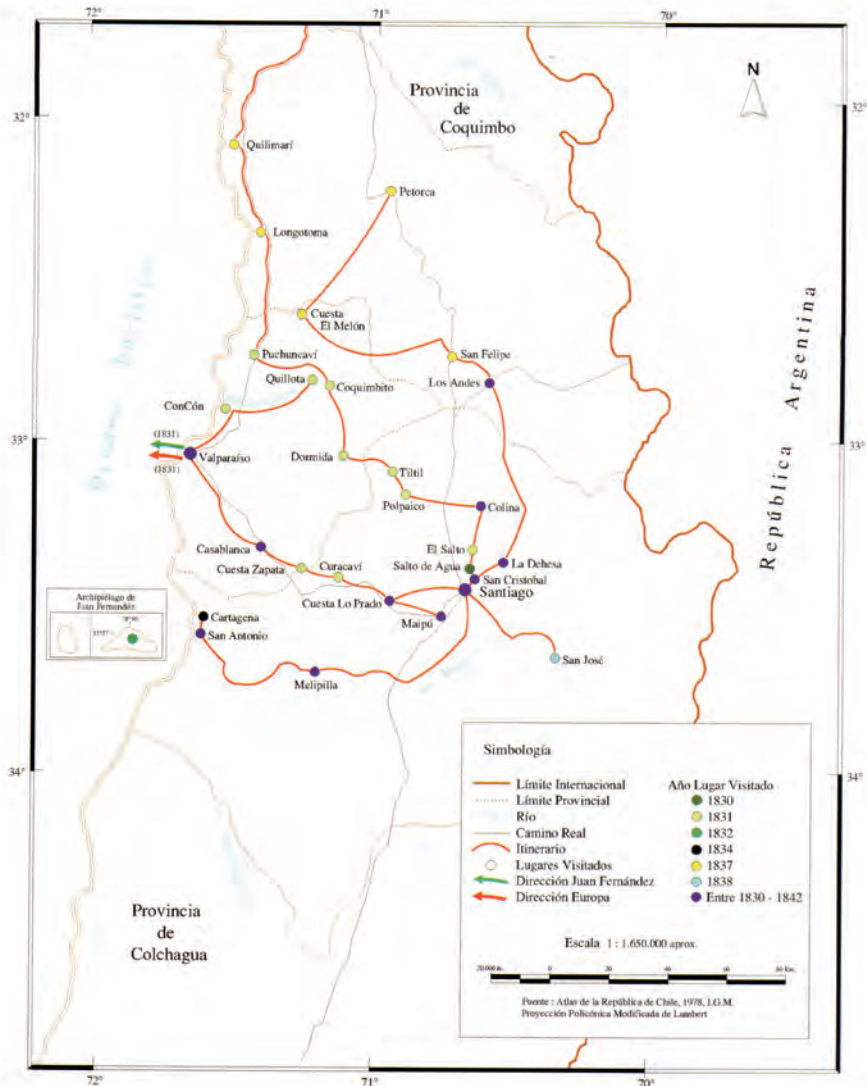 72°
71°
70°
N
Provincia
de
Coquimbo
32°
32°
Quilimarí
Petorca
Longotoma
Cuesta
El Melón
Puchuncaví
San Felipe
Quillota
Coquimbito
Los Andes
República Argentina
ConCón
33°
33°
(1831)
Valparaíso
(1831)
Dormida
Tiltil
Polpaico
Colina
Casablanca
El Salto
Cuesta Zapata
Curacaví
Salto de Agua
La Dehesa
San Cristobal
Santiago
Cuesta Lo Prado
Maipú
Archipiélago de
Juan Fernández
Cartagena
San Antonio
San José
Melipilla
34°
34°
Simbología
Límite Internacional
Límite Provincial
Río
Camino Real
Itinerario
Lugares Visitados
Dirección Juan Fernández
Dirección Europa
Año Lugar Visitado
1830
1831
1832
1834
1837
1838
Entre 1830 - 1842
Provincia
de
Colchagua
Escala 1 : 1.650.000 aprox.
0
20
40
Fuente : Atlas de la República de Chile, 1978, I.G.M.
Proyección Policónica Modificada de Lambert
72°
71°
70°